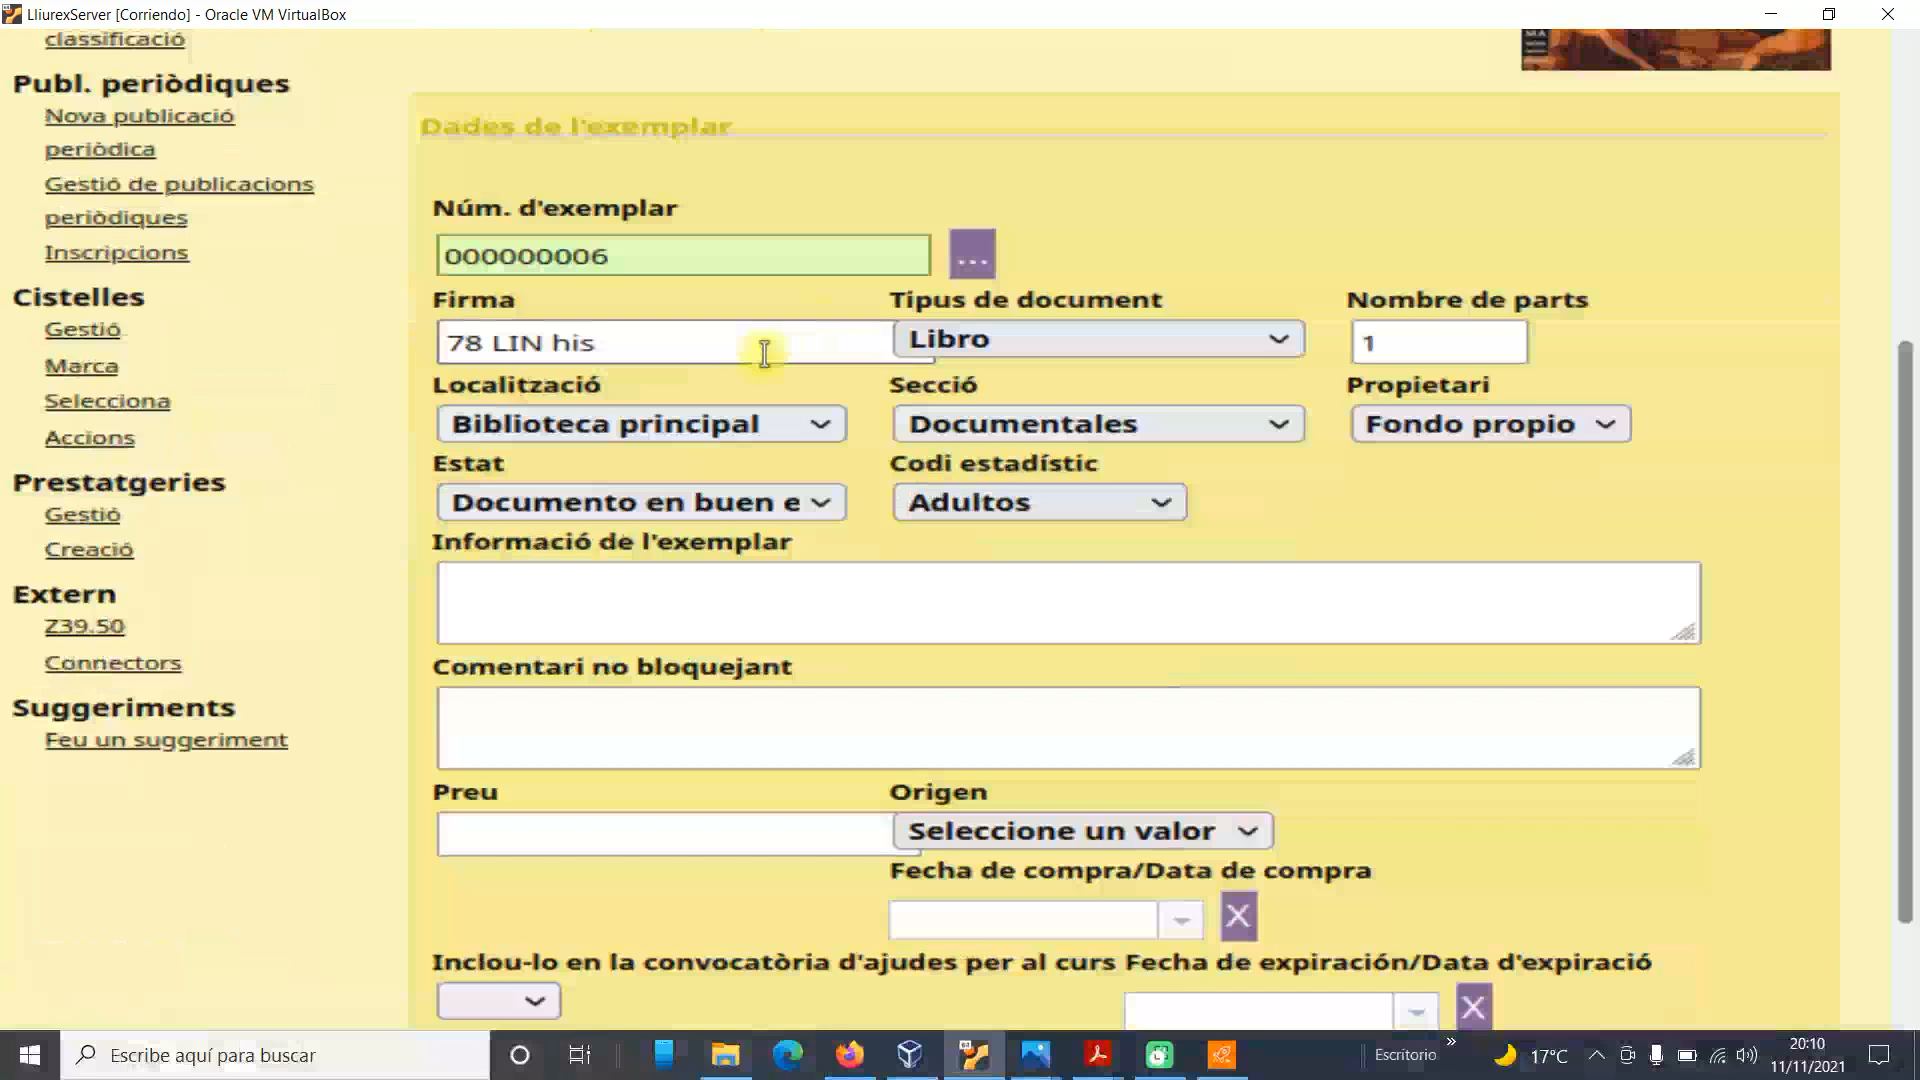 LliurexServer [Corriendo] - Oracle VM VirtualBox
classificació
Publ. periòdiques
Nova publicació
periòdica
Gestió de publicacions
periòdiques
Inscripcions
Cistelles
Gestió
Marca
Selecciona
Accions
Prestatgeries
Gestió
Creació
Extern
Z39.50
Connectors
Suggeriments
Feu un suggeriment
Dades de l'exemplar
Núm. d'exemplar
000000006
...
Firma
Tipus de document
Nombre de parts
78 LIN his
Libro
1
Localització
Secció
Propietari
Biblioteca principal
Documentales
Fondo propio
Estat
Codi estadístic
Documento en buen e
Adultos
Informació de l'exemplar
Comentari no bloquejant
Preu
Origen
Seleccione un valor
Fecha de compra/Data de compra
X
Inclou-lo en la convocatòria d'ajudes per al curs
Fecha de expiración/Data d'expiració
X
Escribe aquí para buscar
Escritorio
17°C
20:10
11/11/2021